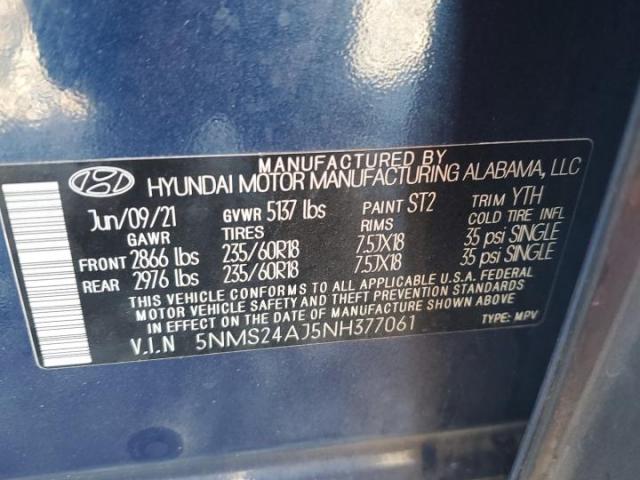 MANUFACTURED BY
HYUNDAI MOTOR MANUFACTURING ALABAMA, LLC
Jun/09/21 GVWR 5137 lbs PAINT ST2 TRIM YTH
GAWR TIRES RIMS COLD TIRE INFL
FRONT 2866 lbs 235/60R18 7.5JX18 35 psi SINGLE
REAR 2976 lbs 235/60R18 7.5JX18 35 psi SINGLE
THIS VEHICLE CONFORMS TO ALL APPLICABLE U.S.A. FEDERAL
MOTOR VEHICLE SAFETY AND THEFT PREVENTION STANDARDS
IN EFFECT ON THE DATE OF MANUFACTURE SHOWN ABOVE
V.I.N 5NMS24AJ5NH377061 TYPE: MPV